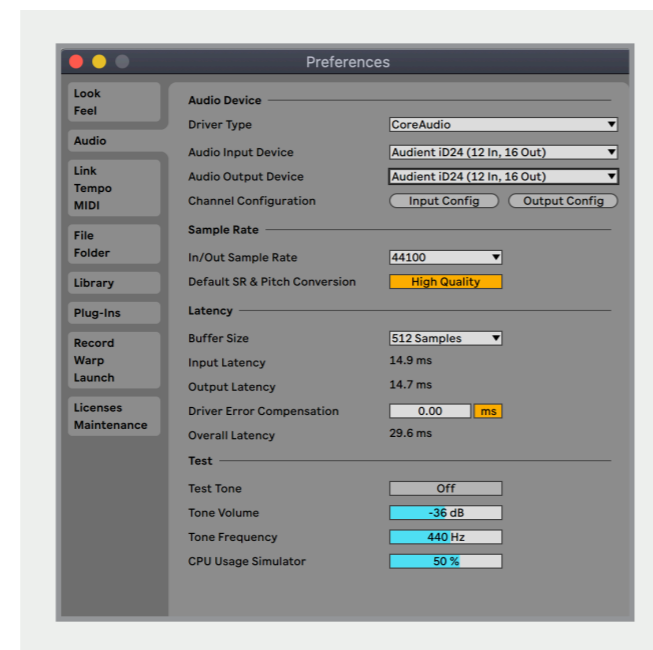 Preferences
Look
Feel
Audio
Link
Tempo
MIDI
File
Folder
Library
Plug-Ins
Record
Warp
Launch
Licenses
Maintenance
Audio Device
Driver Type CoreAudio
Audio Input Device Audient iD24 (12 In, 16 Out)
Audio Output Device Audient iD24 (12 In, 16 Out)
Channel Configuration Input Config Output Config
Sample Rate
In/Out Sample Rate 44100
Default SR & Pitch Conversion High Quality
Latency
Buffer Size 512 Samples
Input Latency 14.9 ms
Output Latency 14.7 ms
Driver Error Compensation 0.00 ms
Overall Latency 29.6 ms
Test
Test Tone Off
Tone Volume -36 dB
Tone Frequency 440 Hz
CPU Usage Simulator 50 %